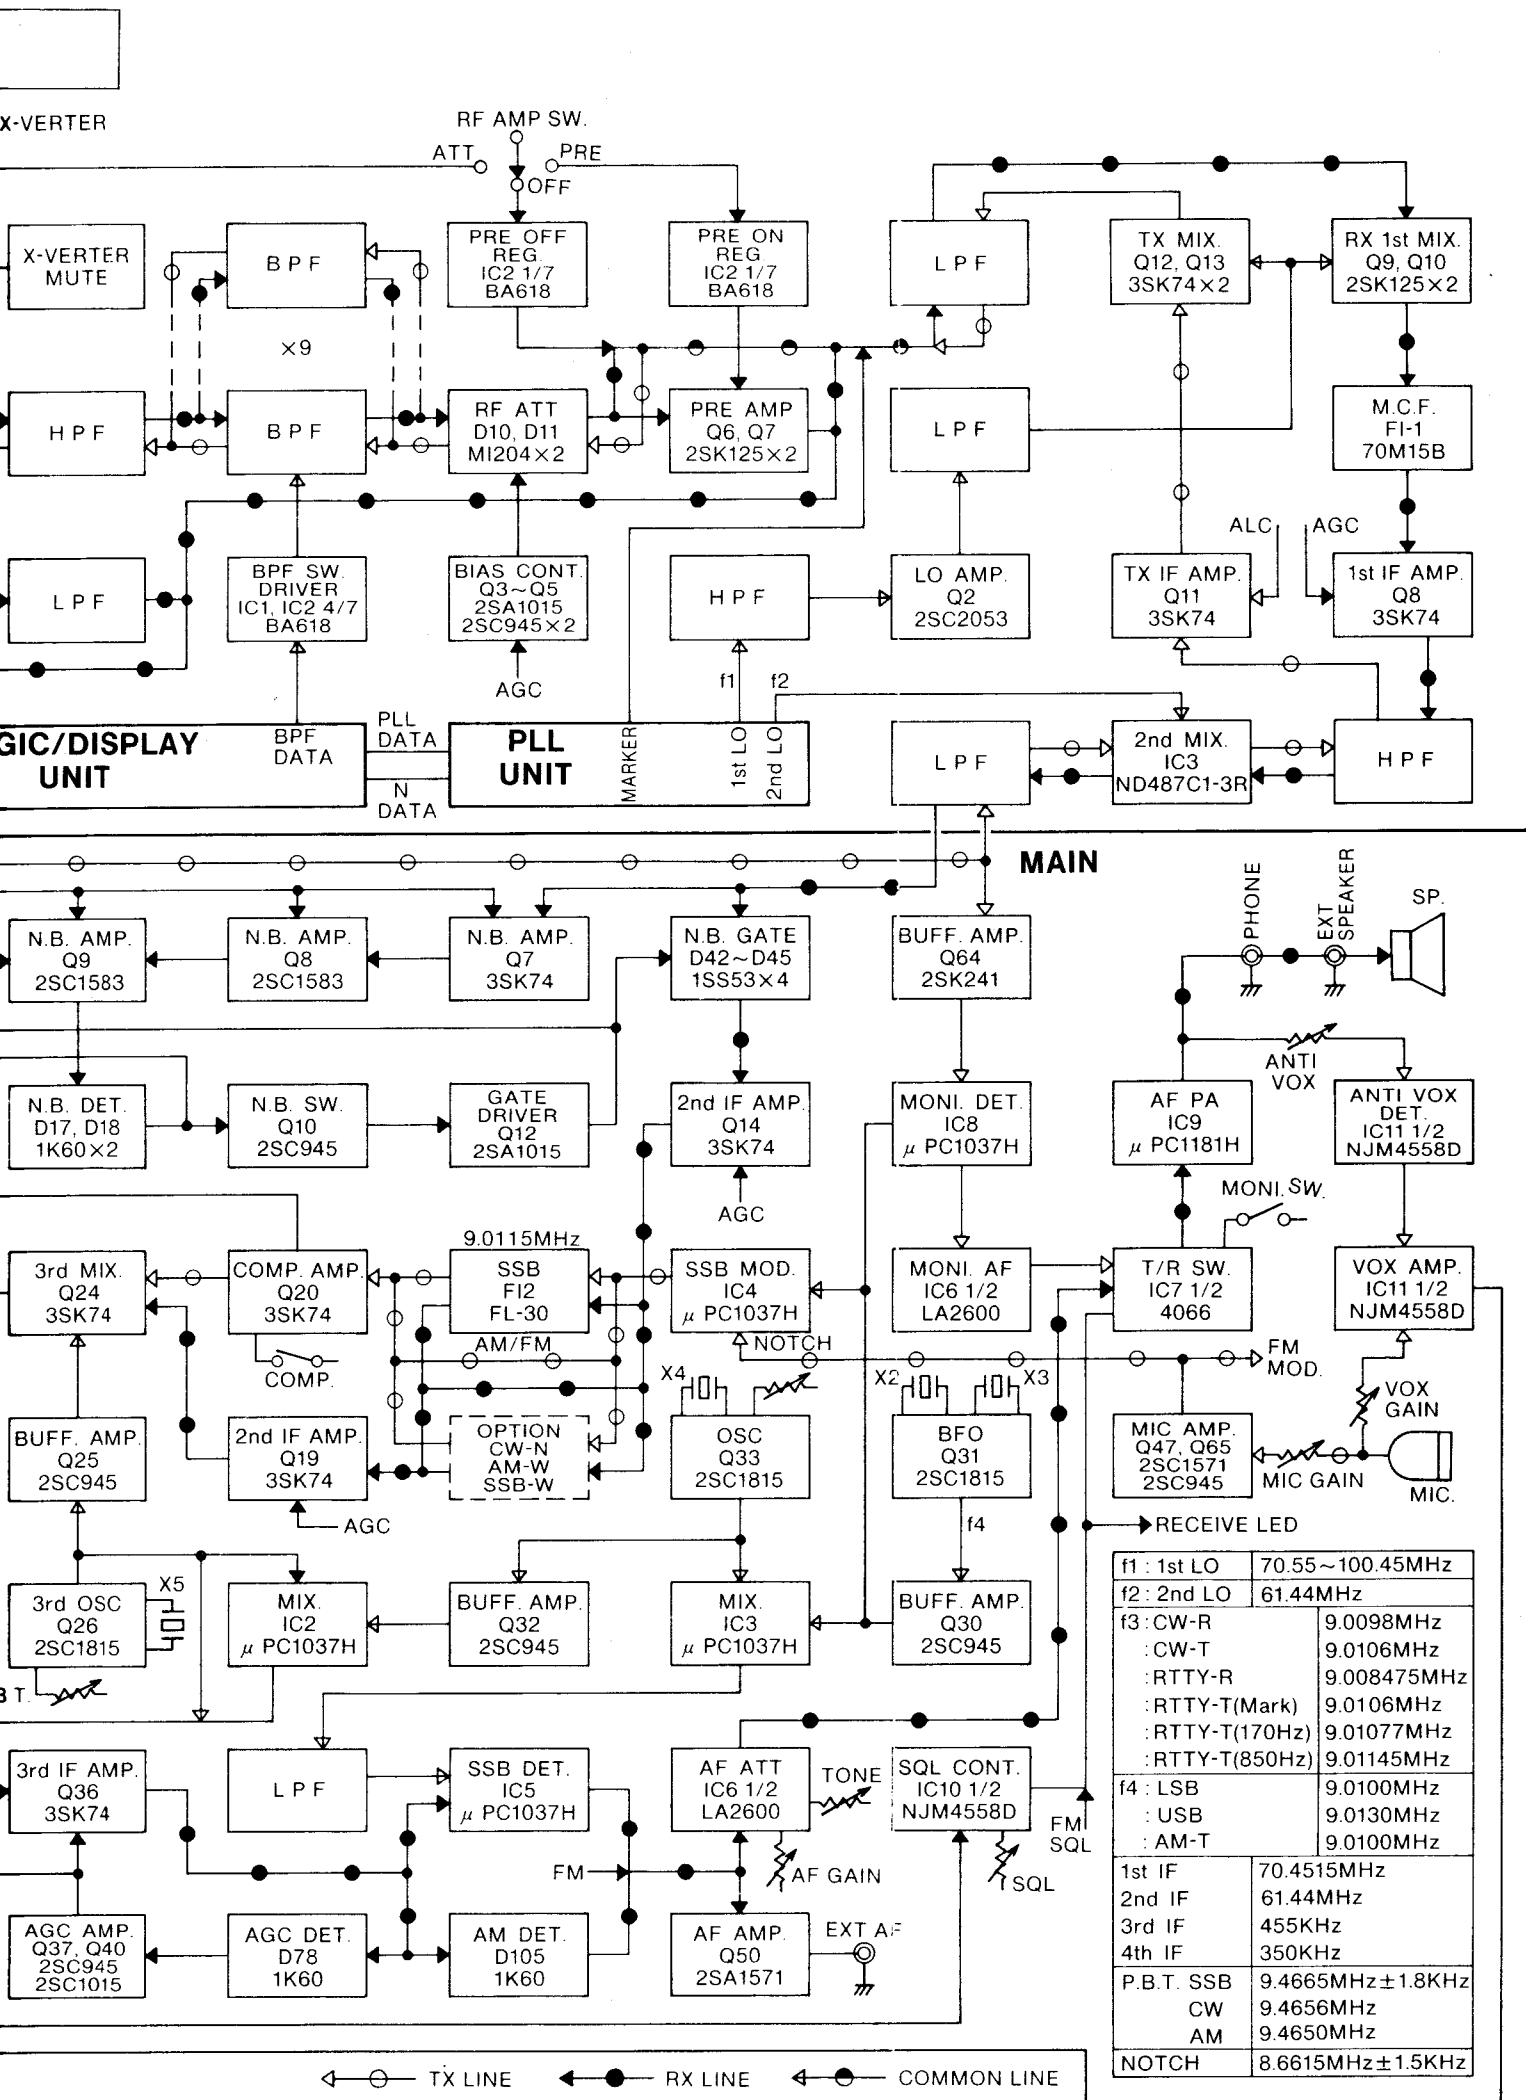 X-VERTER
RF AMP SW.
ATT
PRE
OFF
X-VERTER
MUTE
BPF
PRE OFF
REG.
IC2 1/7
BA618
PRE ON
REG
IC2 1/7
BA618
LPF
TX MIX.
Q12, Q13
3SK74×2
RX 1st MIX.
Q9, Q10
2SK125×2
×9
HPF
BPF
RF ATT
D10, D11
MI204×2
PRE AMP
Q6, Q7
2SK125×2
LPF
M.C.F.
FI-1
70M15B
ALC
AGC
LPF
BPF SW.
DRIVER
IC1, IC2 4/7
BA618
BIAS CONT.
Q3~Q5
2SA1015
2SC945×2
HPF
LO AMP.
Q2
2SC2053
TX IF AMP.
Q11
3SK74
1st IF AMP.
Q8
3SK74
AGC
f1
f2
GIC/DISPLAY
UNIT
BPF
DATA
PLL
DATA
N
DATA
PLL
UNIT
MARKER
1st LO
2nd LO
LPF
2nd MIX.
IC3
ND487C1-3R
HPF
MAIN
PHONE
EXT
SPEAKER
SP.
N.B. AMP.
Q9
2SC1583
N.B. AMP.
Q8
2SC1583
N.B. AMP.
Q7
3SK74
N.B. GATE
D42~D45
1SS53×4
BUFF. AMP.
Q64
2SK241
ANTI
VOX
N.B. DET.
D17, D18
1K60×2
N.B. SW.
Q10
2SC945
GATE
DRIVER
Q12
2SA1015
2nd IF AMP.
Q14
3SK74
MONI. DET.
IC8
μ PC1037H
AF PA
IC9
μ PC1181H
ANTI VOX
DET.
IC11 1/2
NJM4558D
AGC
MONI. SW.
9.0115MHz
3rd MIX.
Q24
3SK74
COMP. AMP.
Q20
3SK74
SSB
FI2
FL-30
SSB MOD.
IC4
μ PC1037H
MONI. AF
IC6 1/2
LA2600
T/R SW.
IC7 1/2
4066
VOX AMP.
IC11 1/2
NJM4558D
COMP.
AM/FM
NOTCH
FM
MOD.
X4
X2
X3
VOX
GAIN
BUFF. AMP.
Q25
2SC945
2nd IF AMP.
Q19
3SK74
OPTION
CW-N
AM-W
SSB-W
OSC
Q33
2SC1815
BFO
Q31
2SC1815
MIC AMP.
Q47, Q65
2SC1571
2SC945
MIC GAIN
MIC.
AGC
f4
RECEIVE LED
3rd OSC
Q26
2SC1815
X5
MIX.
IC2
μ PC1037H
BUFF. AMP.
Q32
2SC945
MIX.
IC3
μ PC1037H
BUFF. AMP.
Q30
2SC945
T.
3rd IF AMP.
Q36
3SK74
LPF
SSB DET.
IC5
μ PC1037H
AF ATT
IC6 1/2
LA2600
TONE
SQL CONT.
IC10 1/2
NJM4558D
FM
SQL
FM
AF GAIN
SQL
AGC AMP.
Q37, Q40
2SC945
2SC1015
AGC DET.
D78
1K60
AM DET.
D105
1K60
AF AMP.
Q50
2SA1571
EXT AF
f1 : 1st LO 70.55~100.45MHz
f2: 2nd LO 61.44MHz
f3 : CW-R 9.0098MHz
: CW-T 9.0106MHz
: RTTY-R 9.008475MHz
: RTTY-T(Mark) 9.0106MHz
: RTTY-T(170Hz) 9.01077MHz
: RTTY-T(850Hz) 9.01145MHz
f4 : LSB 9.0100MHz
: USB 9.0130MHz
: AM-T 9.0100MHz
1st IF 70.4515MHz
2nd IF 61.44MHz
3rd IF 455KHz
4th IF 350KHz
P.B.T. SSB 9.4665MHz±1.8KHz
CW 9.4656MHz
AM 9.4650MHz
NOTCH 8.6615MHz±1.5KHz
TX LINE
RX LINE
COMMON LINE